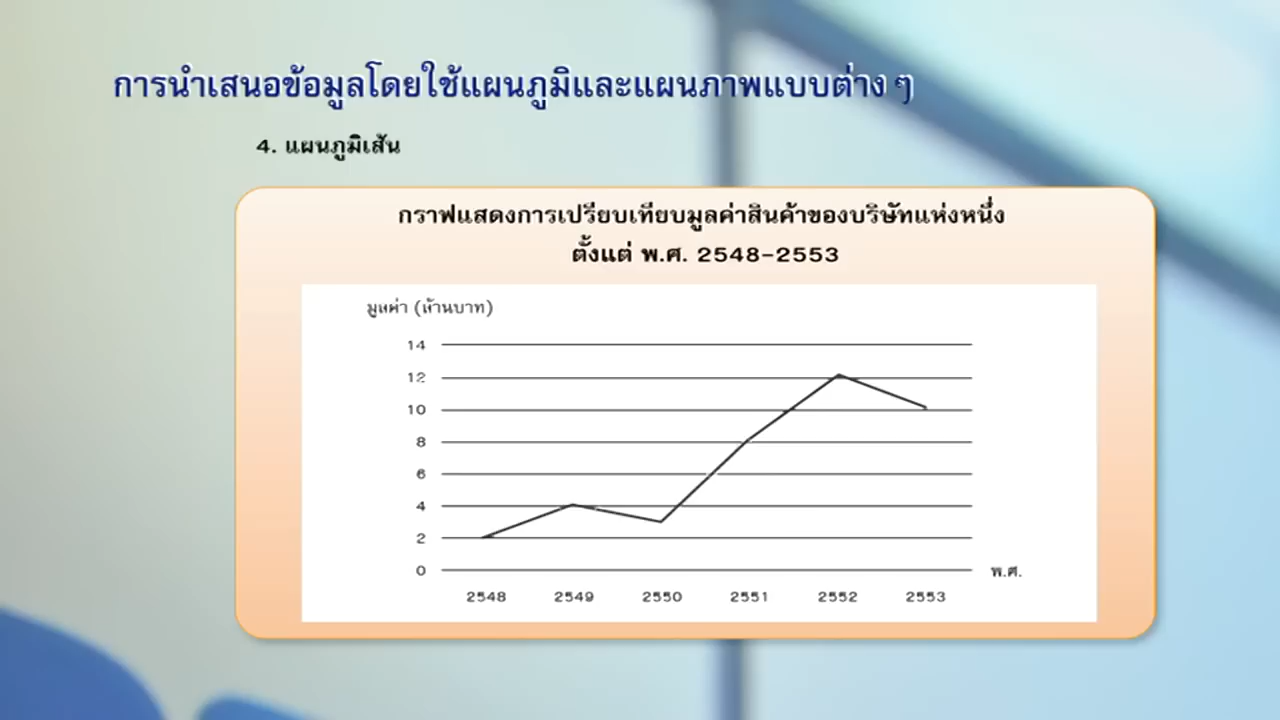 การนำเสนอข้อมูลโดยใช้แผนภูมิและแผนภาพแบบต่าง ๆ
4. แผนภูมิเส้น
กราฟแสดงการเปรียบเทียบมูลค่าสินค้าของบริษัทแห่งหนึ่ง
ตั้งแต่ พ.ศ. 2548-2553
มูลค่า (ล้านบาท)
14
12
10
8
6
4
2
0
พ.ศ.
2548 2549 2550 2551 2552 2553